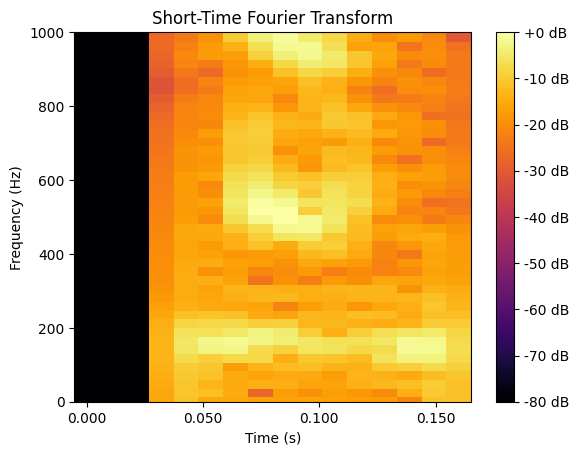 Short-Time Fourier Transform
1000
800
600
400
200
0
Frequency (Hz)
0.000
0.050
0.100
0.150
Time (s)
+0 dB
-10 dB
-20 dB
-30 dB
-40 dB
-50 dB
-60 dB
-70 dB
-80 dB